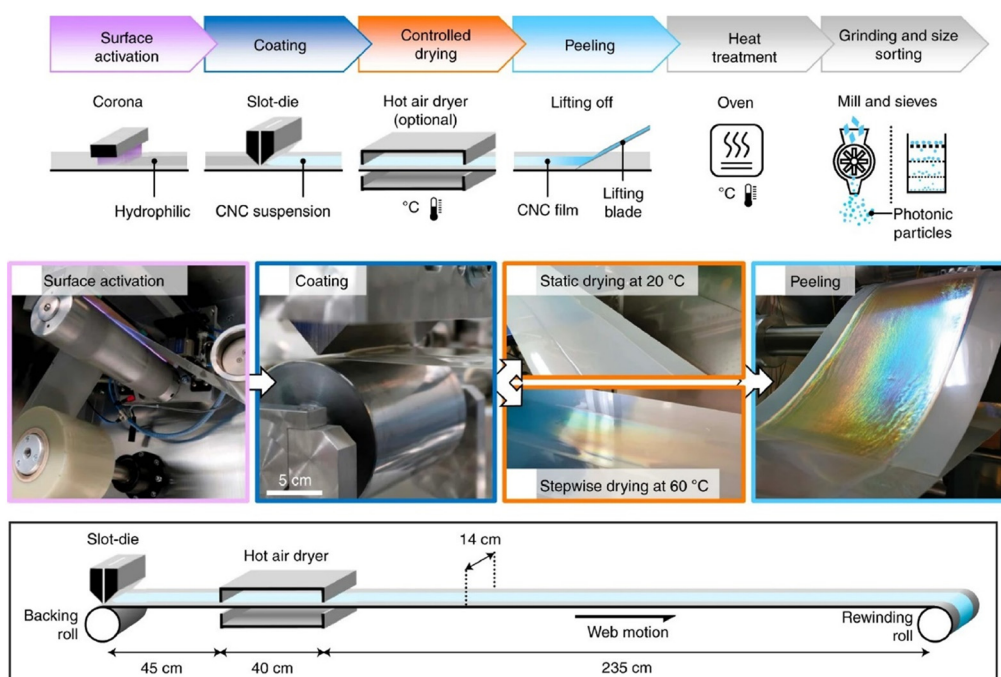 Surface
activation
Coating
Controlled
drying
Peeling
Heat
treatment
Grinding and size
sorting
Corona
Slot-die
Hot air dryer
(optional)
Lifting off
Oven
Mill and sieves
Hydrophilic
CNC suspension
°C
CNC film
Lifting
blade
°C
Photonic
particles
Surface activation
Coating
Static drying at 20 °C
Peeling
5 cm
Stepwise drying at 60 °C
Slot-die
Hot air dryer
14 cm
Backing
roll
Web motion
Rewinding
roll
45 cm
40 cm
235 cm